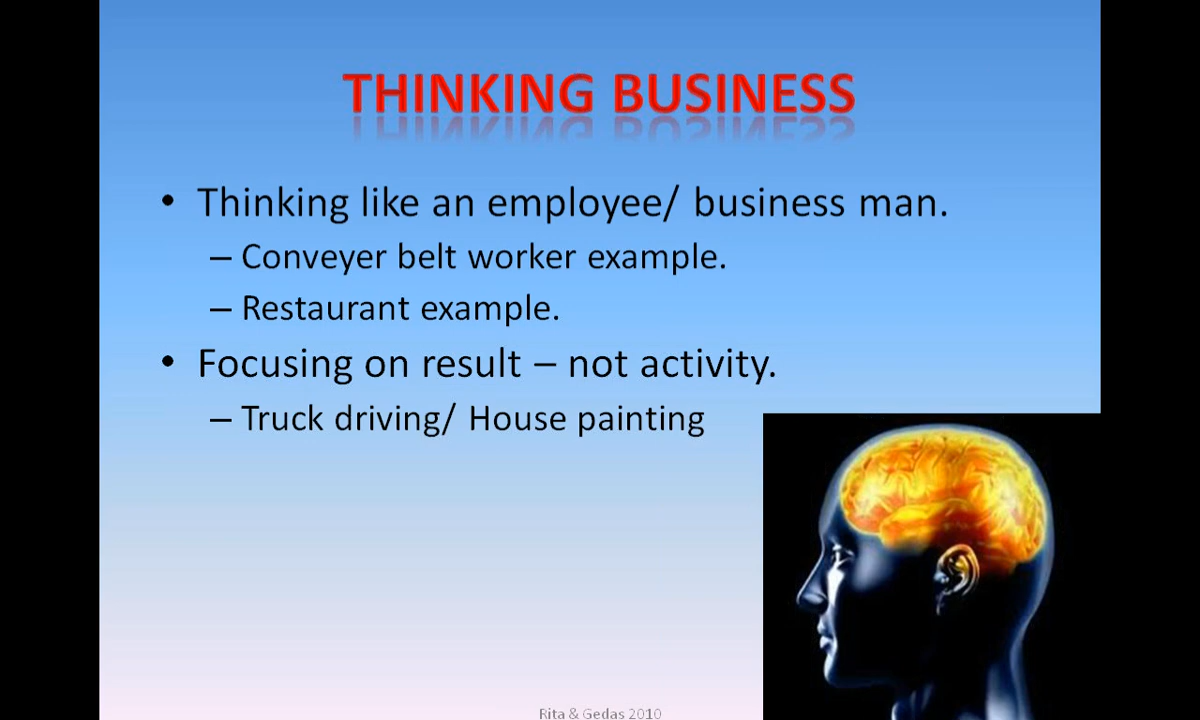 THINKING BUSINESS
• Thinking like an employee/ business man.
– Conveyer belt worker example.
– Restaurant example.
• Focusing on result – not activity.
– Truck driving/ House painting
Rita & Gedas 2010